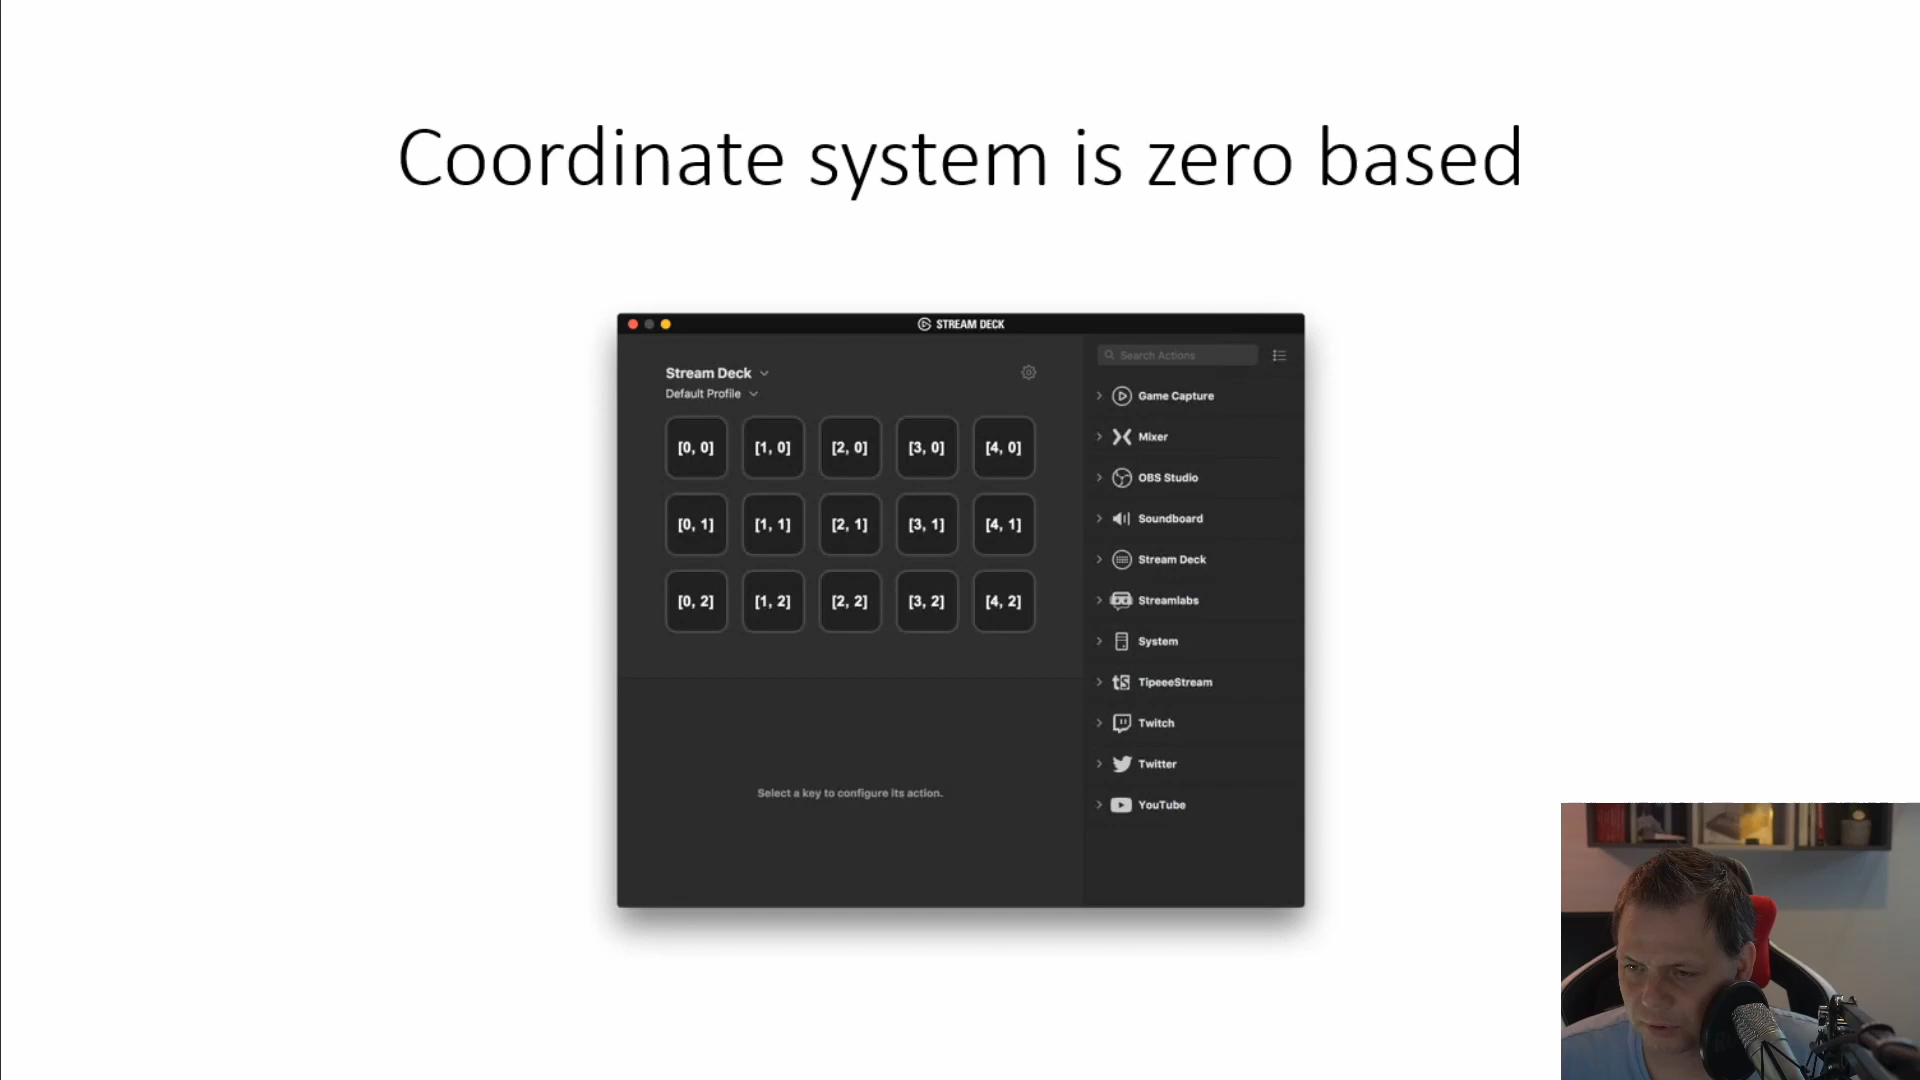 Coordinate system is zero based
STREAM DECK
Stream Deck
Default Profile
[0, 0] [1, 0] [2, 0] [3, 0] [4, 0]
[0, 1] [1, 1] [2, 1] [3, 1] [4, 1]
[0, 2] [1, 2] [2, 2] [3, 2] [4, 2]
Select a key to configure its action.
Search Actions
Game Capture
Mixer
OBS Studio
Soundboard
Stream Deck
Streamlabs
System
TipeeeStream
Twitch
Twitter
YouTube